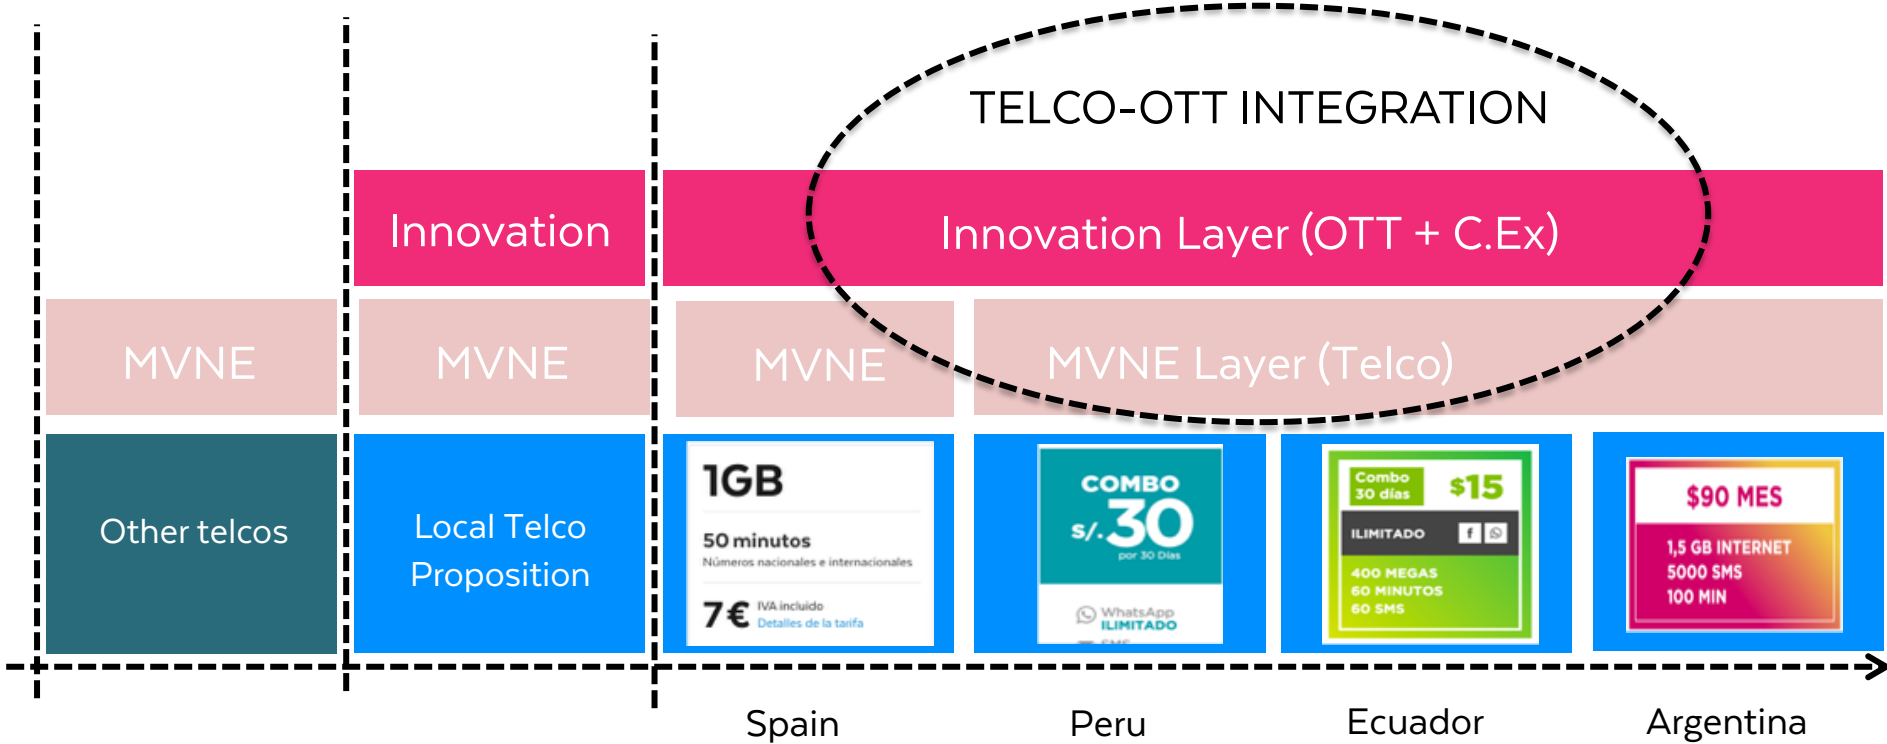 TELCO-OTT INTEGRATION
Innovation
Innovation Layer (OTT + C.Ex)
MVNE
MVNE
MVNE
MVNE Layer (Telco)
Other telcos
Local Telco
Proposition
1GB
50 minutos
Números nacionales e internacionales
7€
IVA incluido
Detalles de la tarifa
COMBO
s/.30
por 30 Días
WhatsApp
ILIMITADO
SMS
Combo
30 días
$15
ILIMITADO
400 MEGAS
60 MINUTOS
60 SMS
$90 MES
1,5 GB INTERNET
5000 SMS
100 MIN
Spain
Peru
Ecuador
Argentina